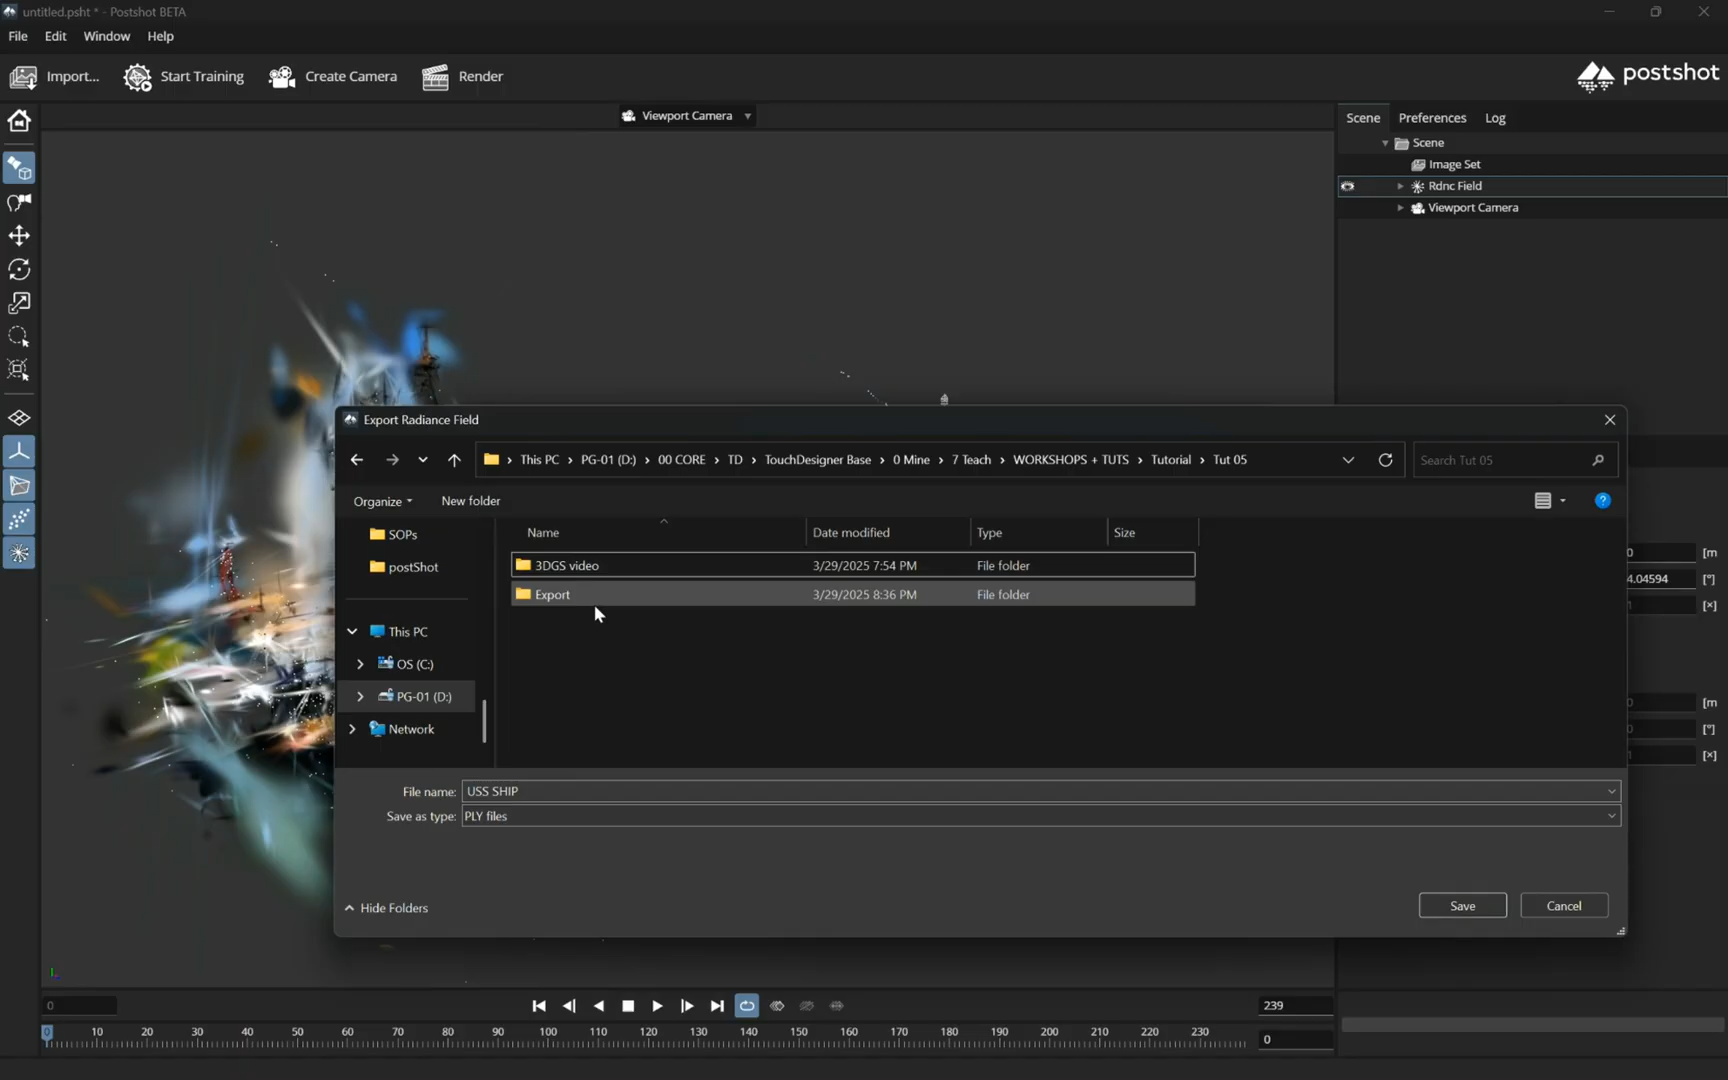 untitled.psht * - Postshot BETA
File Edit Window Help
Import... Start Training Create Camera Render
postshot
Viewport Camera
Scene Preferences Log
Scene
Image Set
Rdnc Field
Viewport Camera
Export Radiance Field
This PC › PG-01 (D:) › 00 CORE › TD › TouchDesigner Base › 0 Mine › 7 Teach › WORKSHOPS + TUTS › Tutorial › Tut 05
Search Tut 05
Organize New folder
SOPs
postShot
This PC
OS (C:)
PG-01 (D:)
Network
Name Date modified Type Size
3DGS video 3/29/2025 7:54 PM File folder
Export 3/29/2025 8:36 PM File folder
0 [m
4.04594 [°]
[x]
0 [m
0 [°]
[x]
File name: USS SHIP
Save as type: PLY files
Hide Folders
Save Cancel
0
239
0 10 20 30 40 50 60 70 80 90 100 110 120 130 140 150 160 170 180 190 200 210 220 230
0